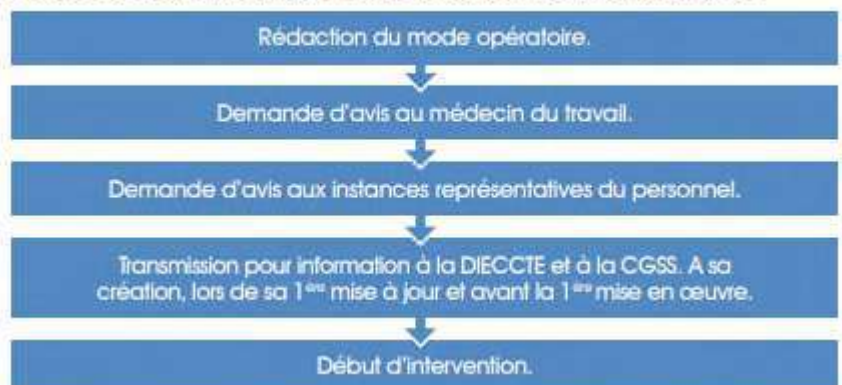 Rédaction du mode opératoire.
Demande d'avis au médecin du travail.
Demande d'avis aux instances représentatives du personnel.
Transmission pour information à la DIECCTE et à la CGSS. A sa
création, lors de sa 1ère mise à jour et avant la 1ère mise en œuvre.
Début d'intervention.